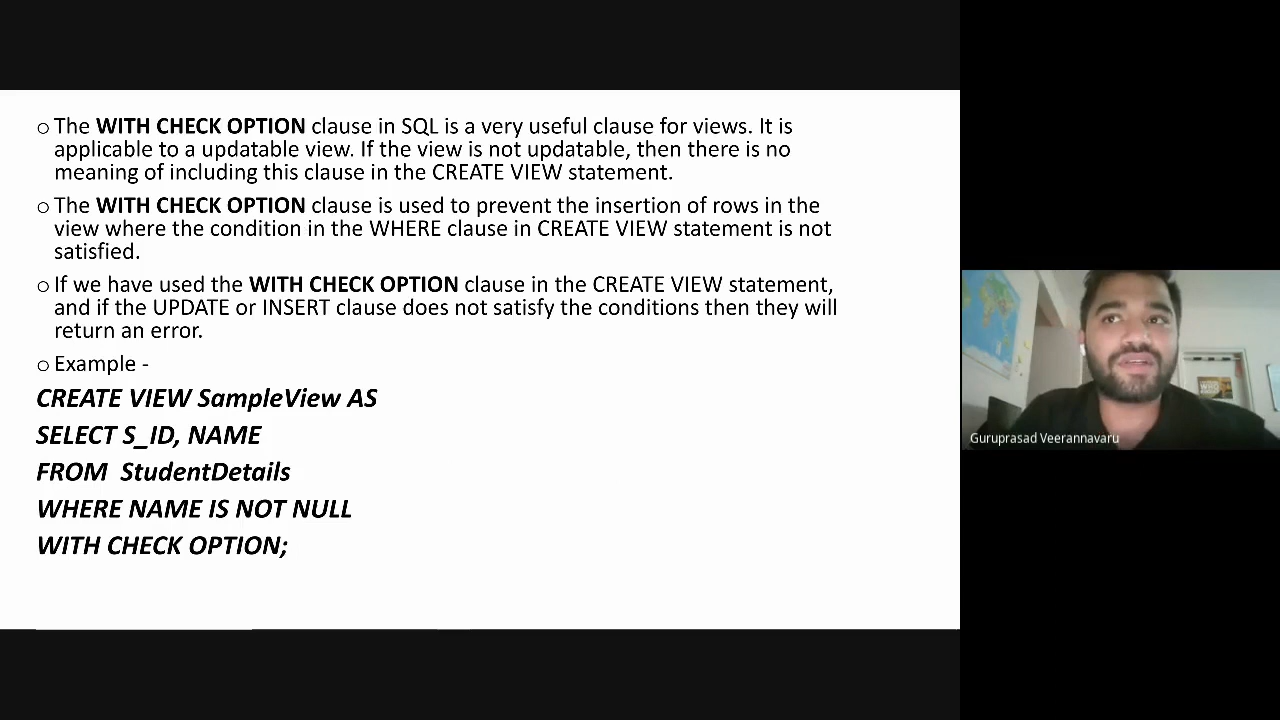 The WITH CHECK OPTION clause in SQL is a very useful clause for views. It is
applicable to a updatable view. If the view is not updatable, then there is no
meaning of including this clause in the CREATE VIEW statement.
The WITH CHECK OPTION clause is used to prevent the insertion of rows in the
view where the condition in the WHERE clause in CREATE VIEW statement is not
satisfied.
If we have used the WITH CHECK OPTION clause in the CREATE VIEW statement,
and if the UPDATE or INSERT clause does not satisfy the conditions then they will
return an error.
Example -
CREATE VIEW SampleView AS
SELECT S_ID, NAME
FROM StudentDetails
WHERE NAME IS NOT NULL
WITH CHECK OPTION;
Guruprasad Veerannavaru